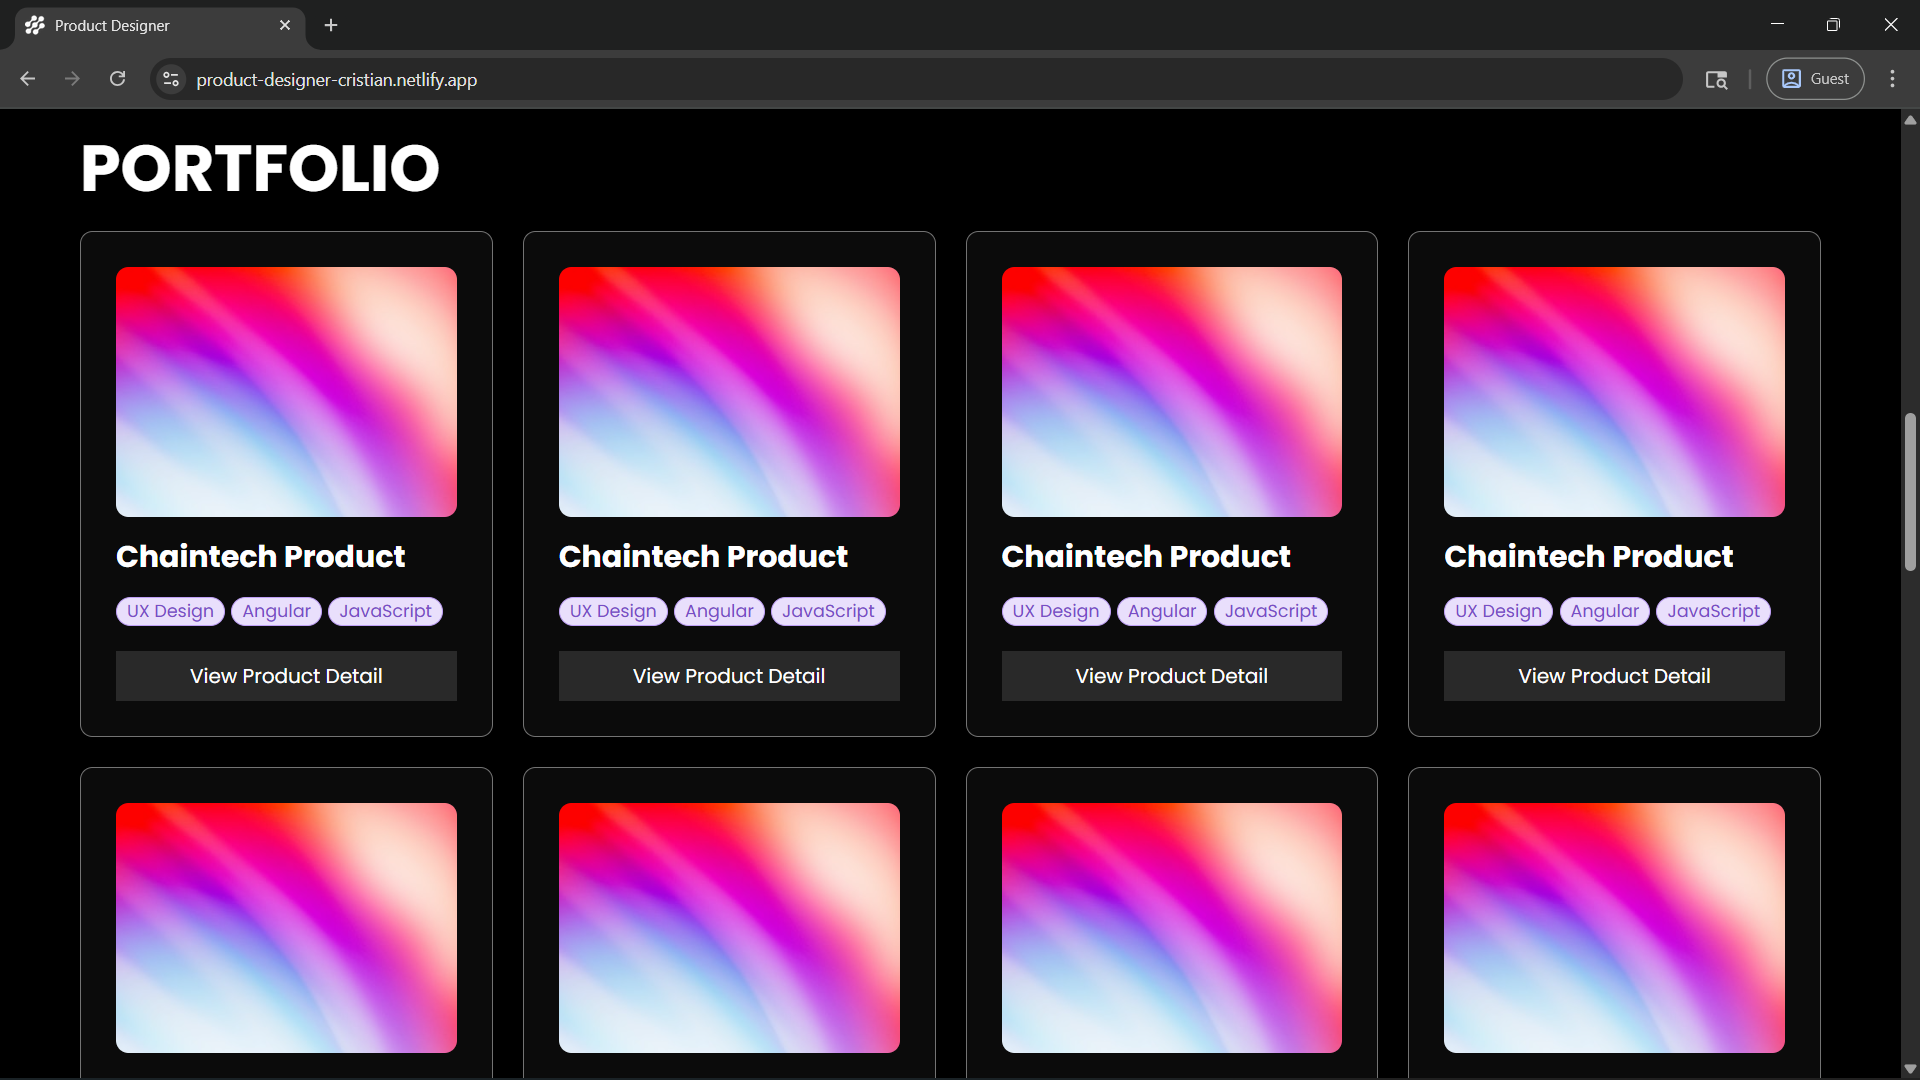 Product Designer
product-designer-cristian.netlify.app
Guest
PORTFOLIO
Chaintech Product
UX Design Angular JavaScript
View Product Detail
Chaintech Product
UX Design Angular JavaScript
View Product Detail
Chaintech Product
UX Design Angular JavaScript
View Product Detail
Chaintech Product
UX Design Angular JavaScript
View Product Detail